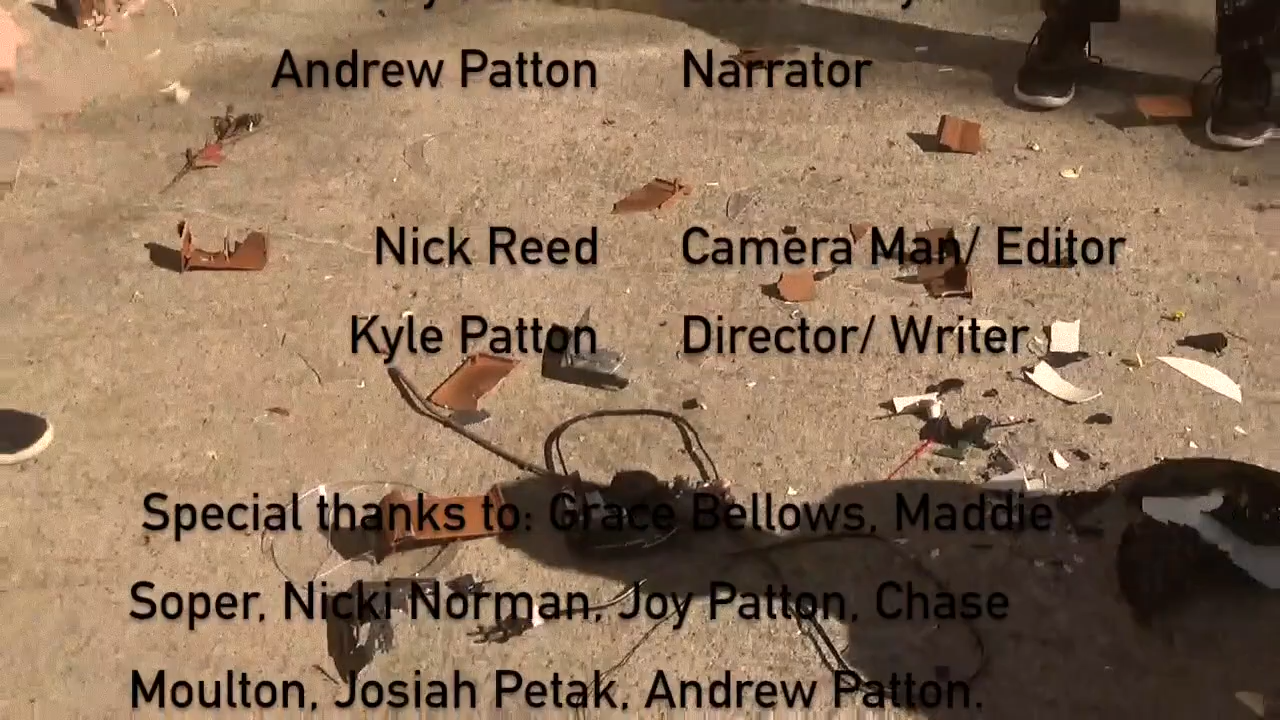 Andrew Patton Narrator
Nick Reed Camera Man/ Editor
Kyle Patton Director/ Writer
Special thanks to: Grace Bellows, Maddie
Soper, Nicki Norman, Joy Patton, Chase
Moulton, Josiah Petak, Andrew Patton.